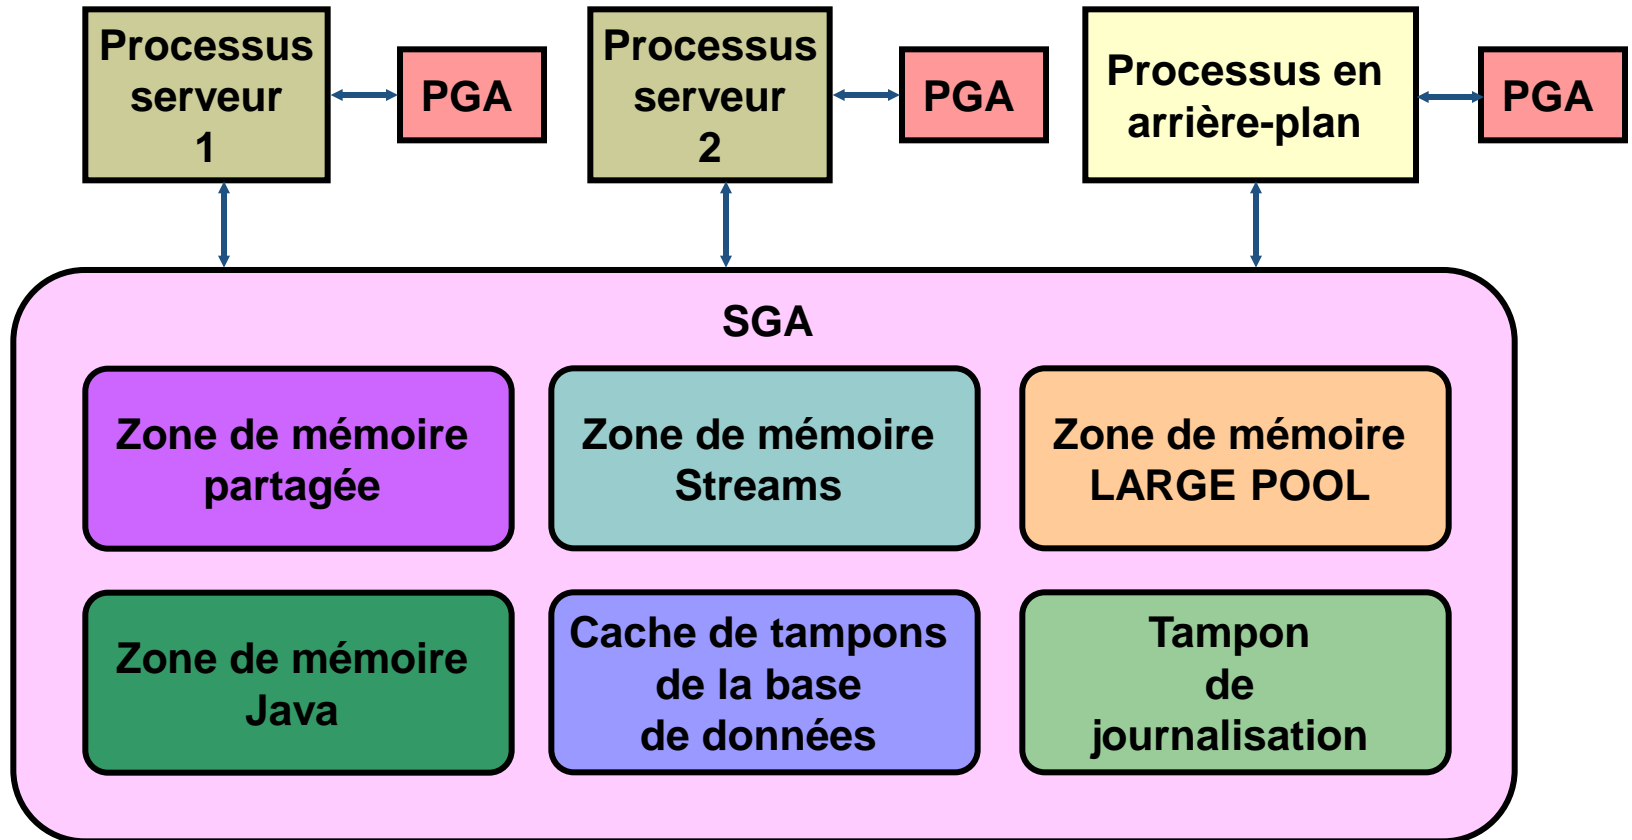 Processus
serveur
1
PGA
Processus
serveur
2
PGA
Processus en
arrière-plan
PGA
SGA
Zone de mémoire
partagée
Zone de mémoire
Streams
Zone de mémoire
LARGE POOL
Zone de mémoire
Java
Cache de tampons
de la base
de données
Tampon
de
journalisation